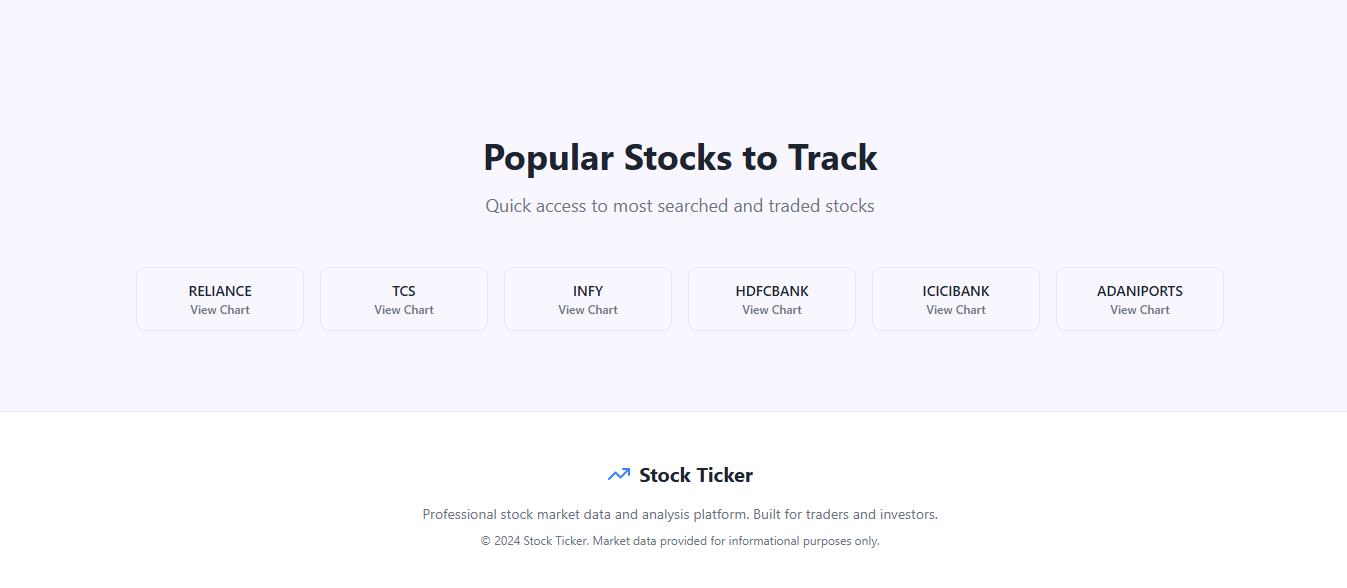 Popular Stocks to Track
Quick access to most searched and traded stocks
RELIANCE
View Chart
TCS
View Chart
INFY
View Chart
HDFCBANK
View Chart
ICICIBANK
View Chart
ADANIPORTS
View Chart
Stock Ticker
Professional stock market data and analysis platform. Built for traders and investors.
© 2024 Stock Ticker. Market data provided for informational purposes only.